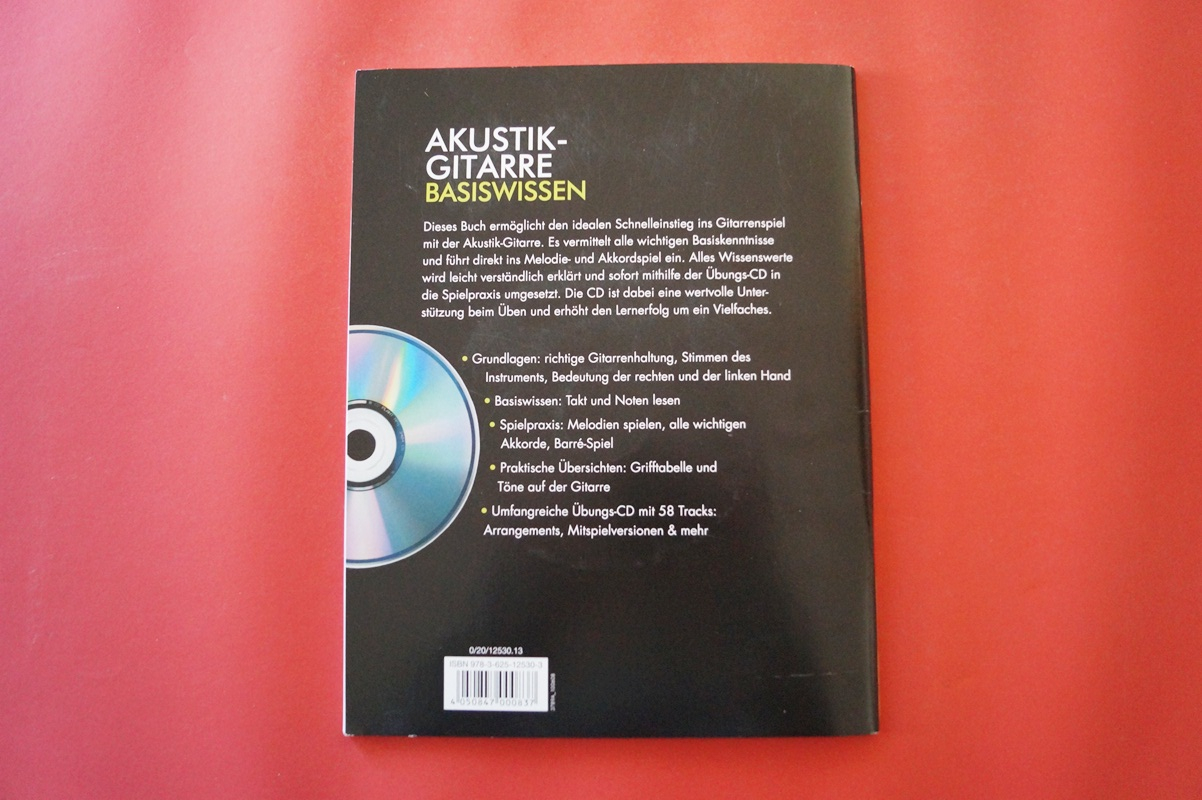 AKUSTIK-
GITARRE
BASISWISSEN
Dieses Buch ermöglicht den idealen Schnelleinstieg ins Gitarrenspiel
mit der Akustik-Gitarre. Es vermittelt alle wichtigen Basiskenntnisse
und führt direkt ins Melodie- und Akkordspiel ein. Alles Wissenswerte
wird leicht verständlich erklärt und sofort mithilfe der Übungs-CD in
die Spielpraxis umgesetzt. Die CD ist dabei eine wertvolle Unter-
stützung beim Üben und erhöht den Lernerfolg um ein Vielfaches.
• Grundlagen: richtige Gitarrenhaltung, Stimmen des
Instruments, Bedeutung der rechten und der linken Hand
• Basiswissen: Takt und Noten lesen
• Spielpraxis: Melodien spielen, alle wichtigen
Akkorde, Barré-Spiel
• Praktische Übersichten: Grifftabelle und
Töne auf der Gitarre
• Umfangreiche Übungs-CD mit 58 Tracks:
Arrangements, Mitspielversionen & mehr
0/20/12530.13
ISBN 978-3-625-12530-3
4 050847 000837